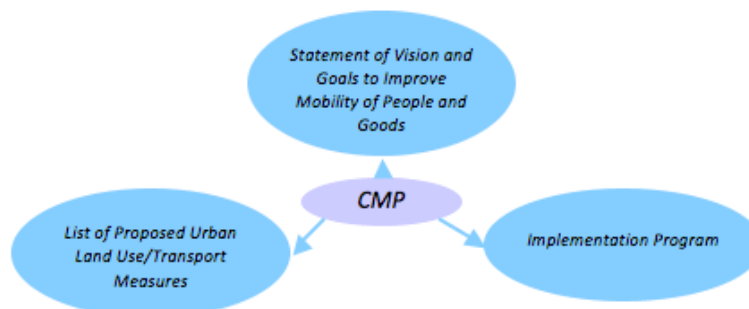 Statement of Vision and
Goals to Improve
Mobility of People and
Goods
CMP
List of Proposed Urban
Land Use/Transport
Measures
Implementation Program